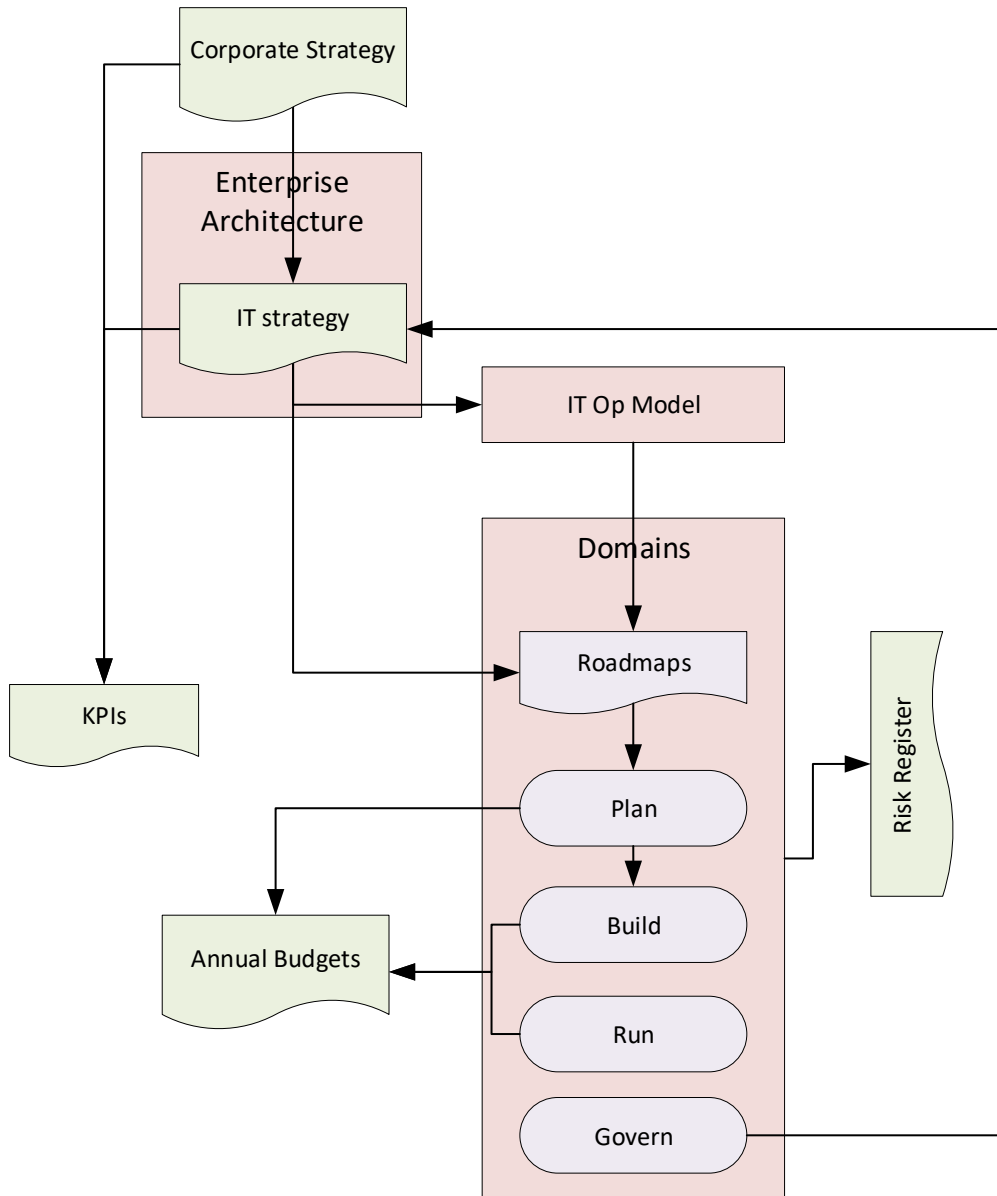 Corporate Strategy
Enterprise
Architecture
IT strategy
IT Op Model
Domains
Roadmaps
KPIs
Risk Register
Plan
Build
Annual Budgets
Run
Govern